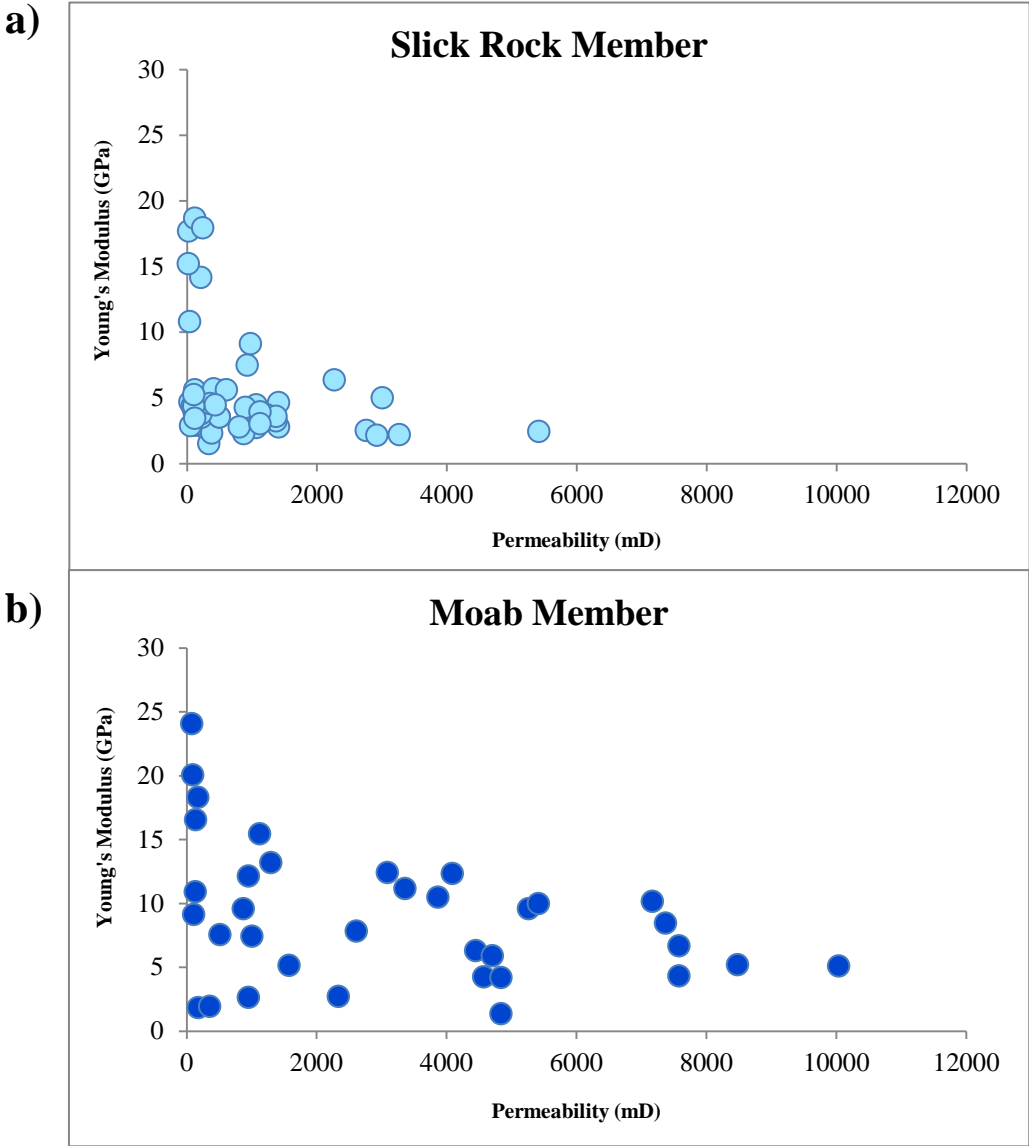 a)
Slick Rock Member
30
25
20
15
10
5
0
Young's Modulus (GPa)
0 2000 4000 6000 8000 10000 12000
Permeability (mD)
b)
Moab Member
30
25
20
15
10
5
0
Young's Modulus (GPa)
0 2000 4000 6000 8000 10000 12000
Permeability (mD)